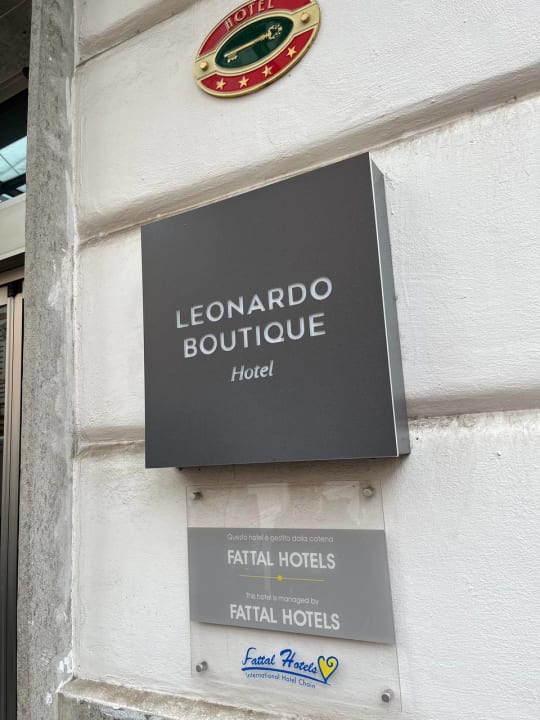 HOTEL
LEONARDO
BOUTIQUE
Hotel
Questo hotel è gestito dalla catena
FATTAL HOTELS
This hotel is managed by
FATTAL HOTELS
Fattal Hotels
International Hotel Chain